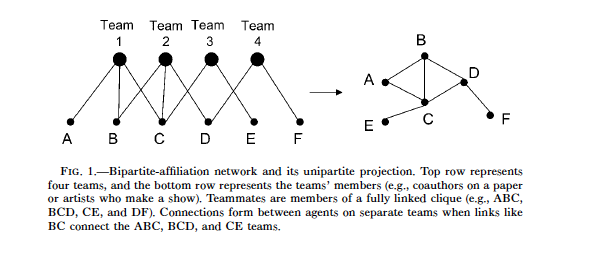 Team Team Team Team
1 2 3 4
B
D
A
E
C
F
A B C D E F
FIG. 1.—Bipartite-affiliation network and its unipartite projection. Top row represents
four teams, and the bottom row represents the teams' members (e.g., coauthors on a paper
or artists who make a show). Teammates are members of a fully linked clique (e.g., ABC,
BCD, CE, and DF). Connections form between agents on separate teams when links like
BC connect the ABC, BCD, and CE teams.